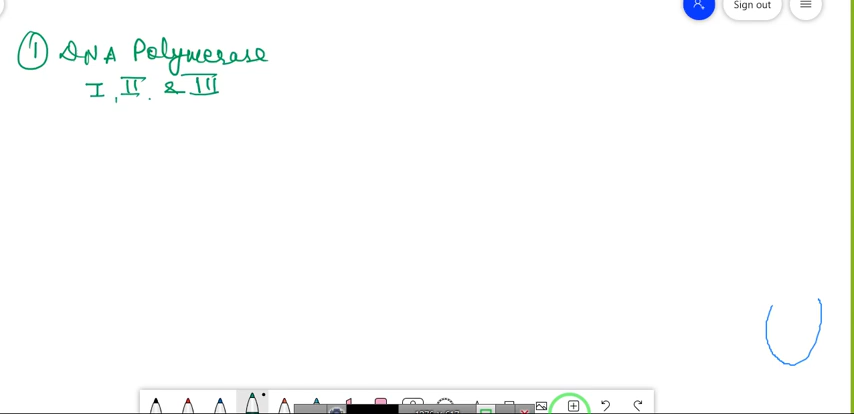 Sign out
① DNA Polymerase
I, II. & III